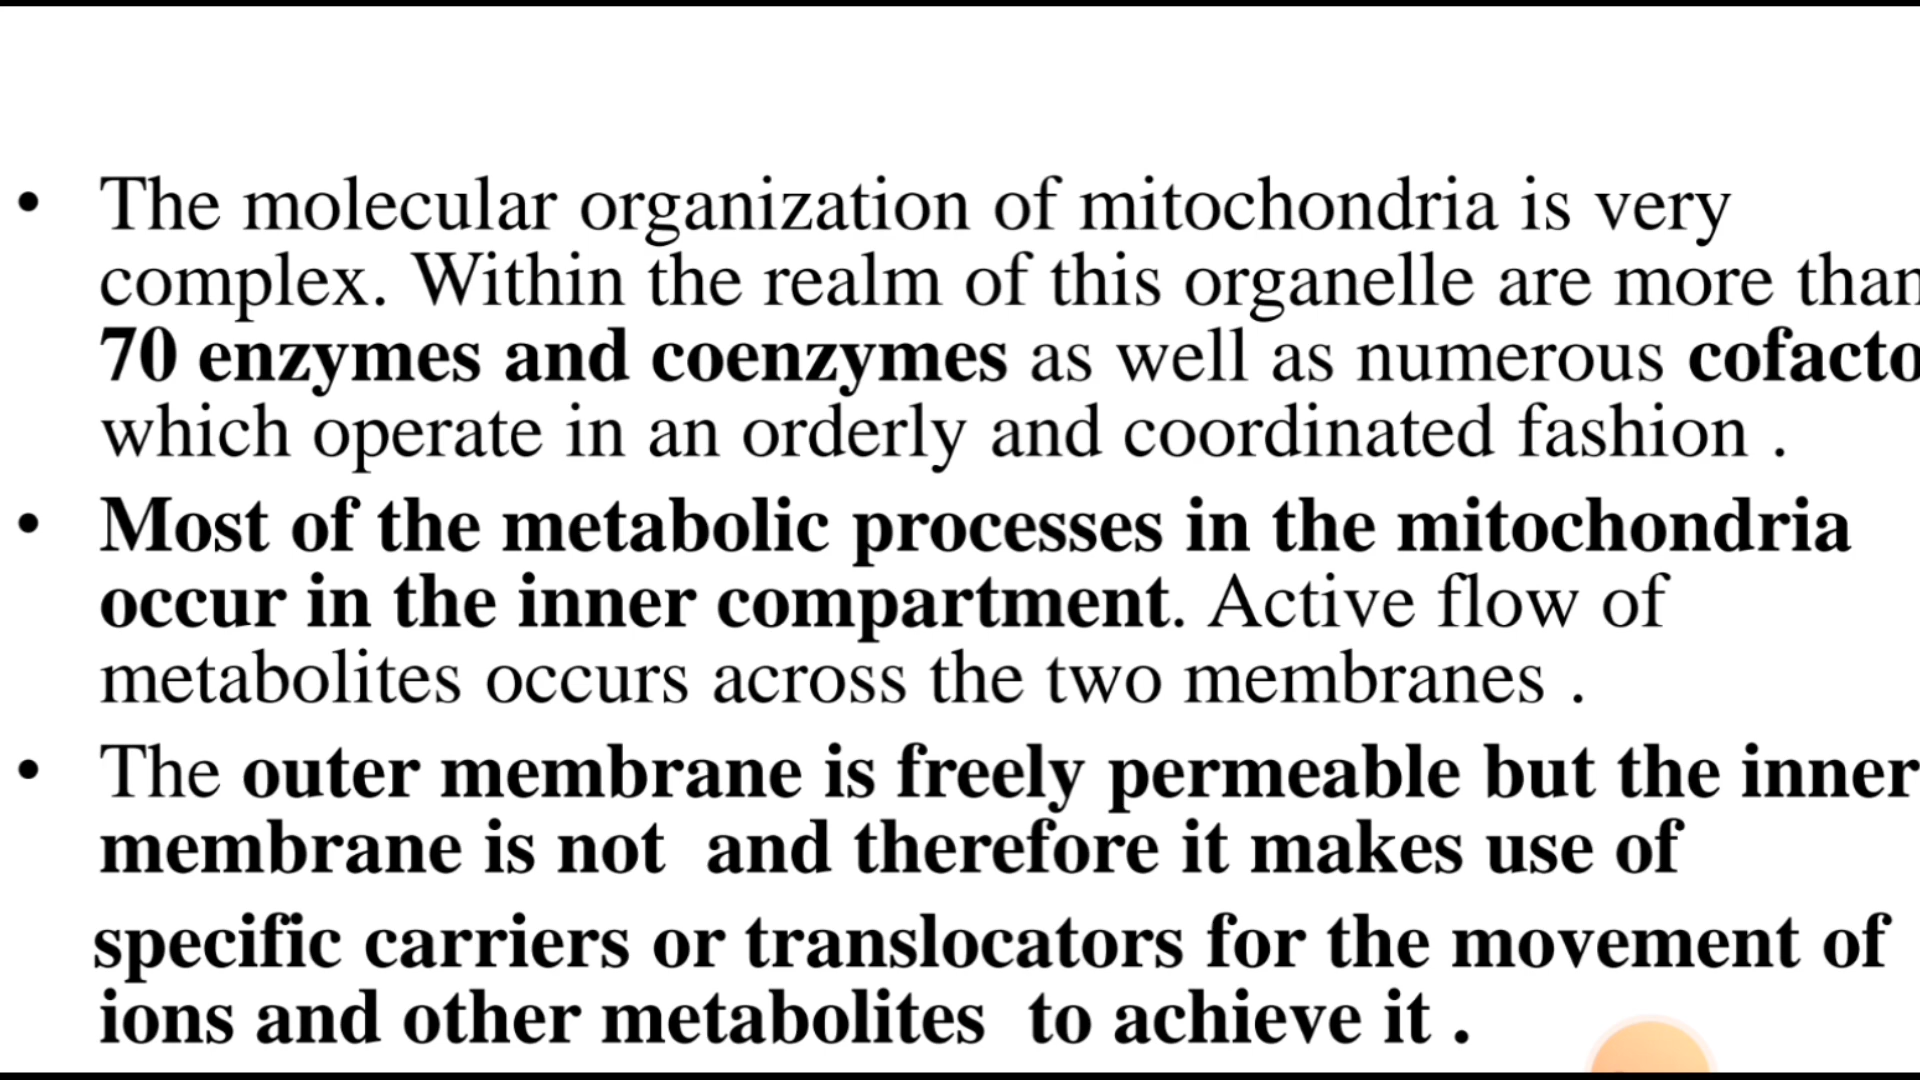 • The molecular organization of mitochondria is very
complex. Within the realm of this organelle are more than
70 enzymes and coenzymes as well as numerous
which operate in an orderly and coordinated fashion .
• Most of the metabolic processes in the mitochondria
occur in the inner compartment. Active flow of
metabolites occurs across the two membranes .
• The outer membrane is freely permeable but the inner
membrane is not  and therefore it makes use of
specific carriers or translocators for the movement of
ions and other metabolites  to achieve it .